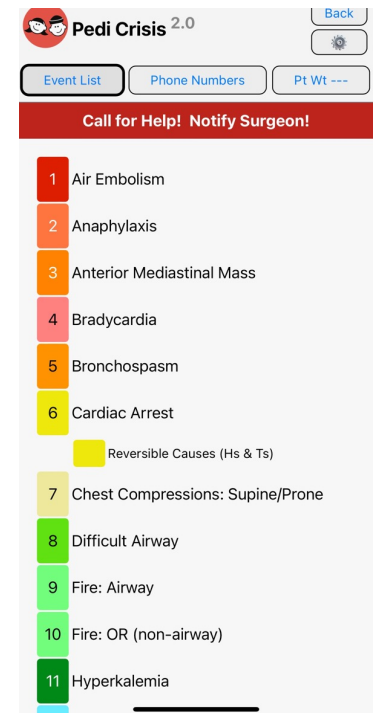 Back
Pedi Crisis 2.0
Event List
Phone Numbers
Pt Wt ---
Call for Help! Notify Surgeon!
1 Air Embolism
2 Anaphylaxis
3 Anterior Mediastinal Mass
4 Bradycardia
5 Bronchospasm
6 Cardiac Arrest
Reversible Causes (Hs & Ts)
7 Chest Compressions: Supine/Prone
8 Difficult Airway
9 Fire: Airway
10 Fire: OR (non-airway)
11 Hyperkalemia